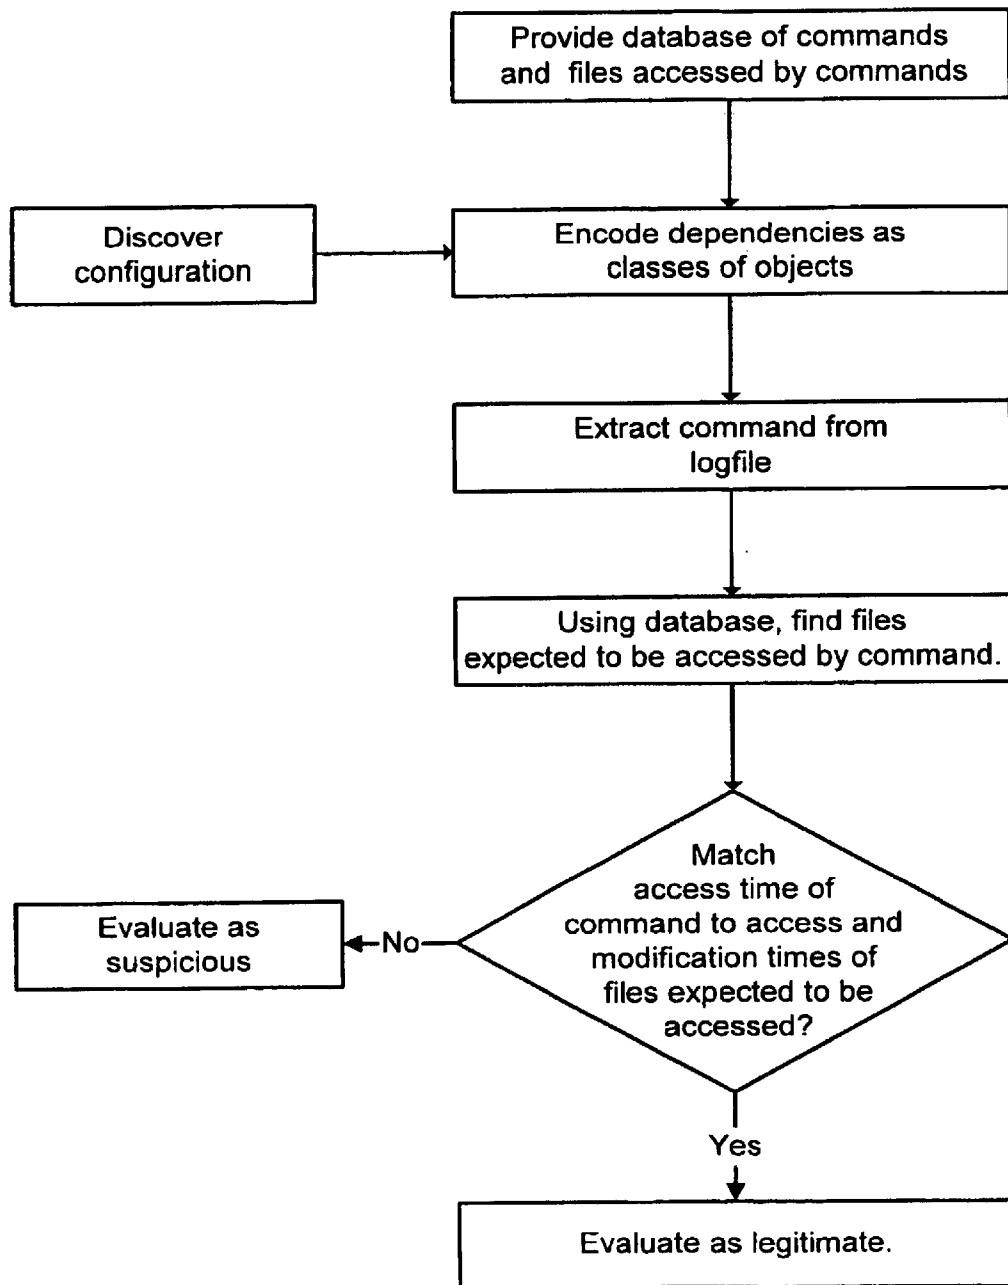 Provide database of commands
and files accessed by commands
Discover
configuration
Encode dependencies as
classes of objects
Extract command from
logfile
Using database, find files
expected to be accessed by command.
Match
access time of
command to access and
modification times of
files expected to be
accessed?
No
Evaluate as
suspicious
Yes
Evaluate as legitimate.